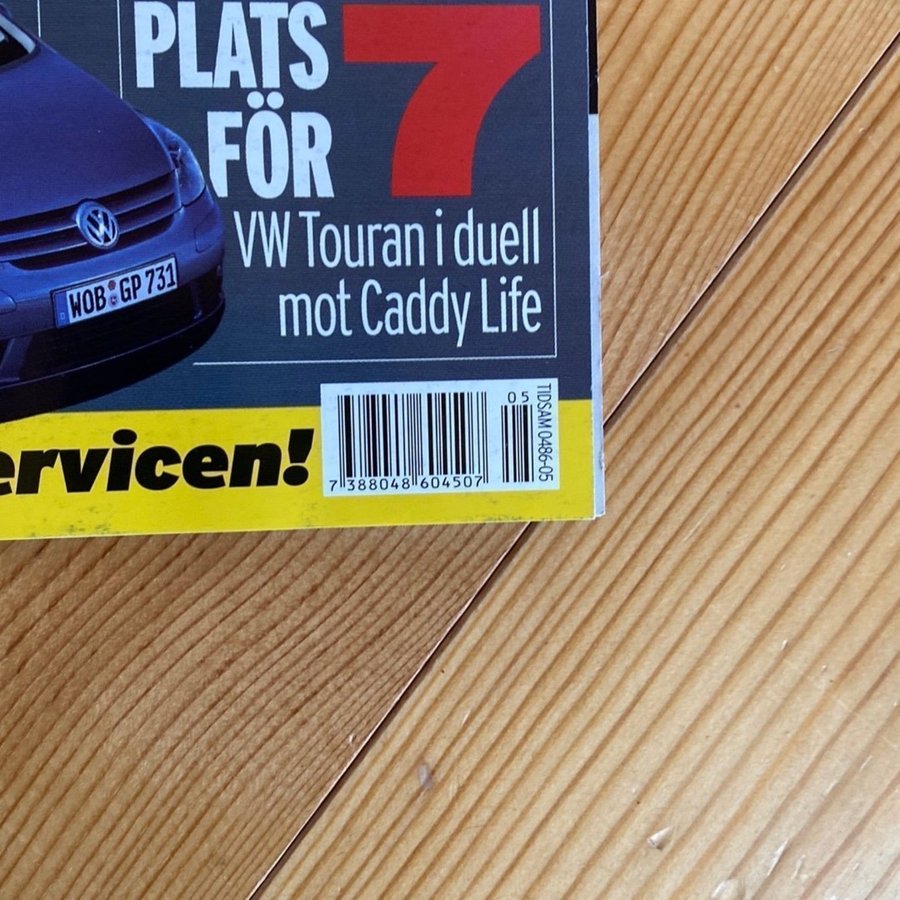 PLATS
FÖR
7
VW Touran i duell
mot Caddy Life
WOB GP 731
ervicen!
05
TIDSAM 0486-05
7 388048 604507